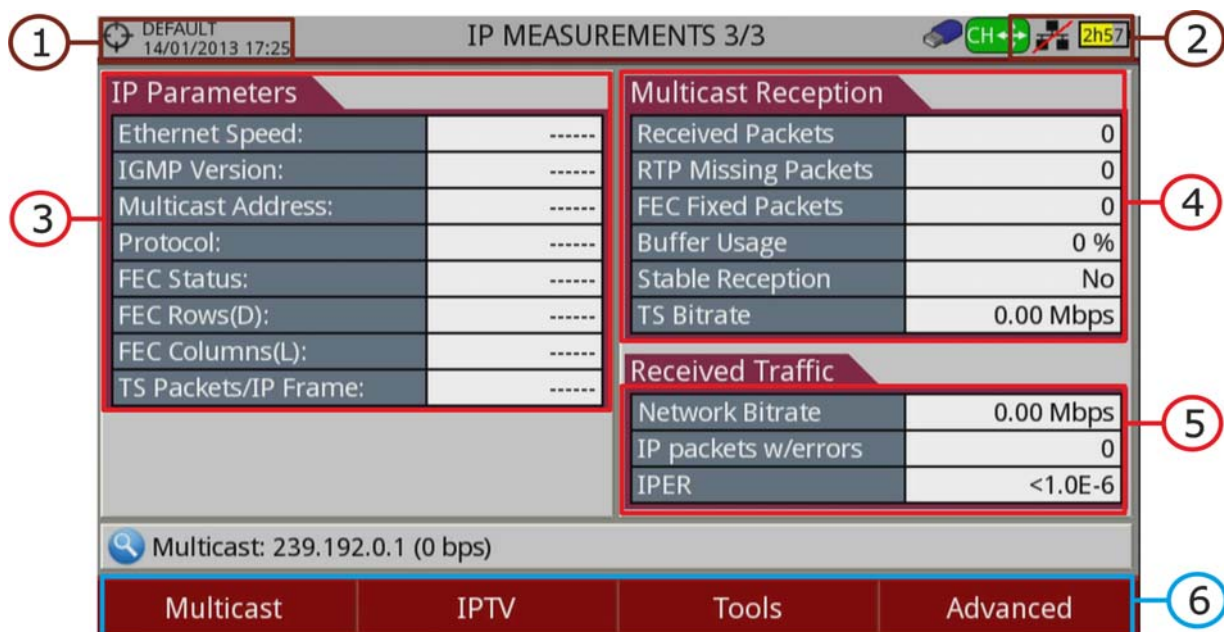 1
DEFAULT
14/01/2013 17:25
IP MEASUREMENTS 3/3
CH
2h57
2
3
IP Parameters
Ethernet Speed: ------
IGMP Version: ------
Multicast Address: ------
Protocol: ------
FEC Status: ------
FEC Rows(D): ------
FEC Columns(L): ------
TS Packets/IP Frame: ------
Multicast Reception
Received Packets 0
RTP Missing Packets 0
FEC Fixed Packets 0
Buffer Usage 0 %
Stable Reception No
TS Bitrate 0.00 Mbps
4
Received Traffic
Network Bitrate 0.00 Mbps
IP packets w/errors 0
IPER <1.0E-6
5
Multicast: 239.192.0.1 (0 bps)
Multicast IPTV Tools Advanced
6